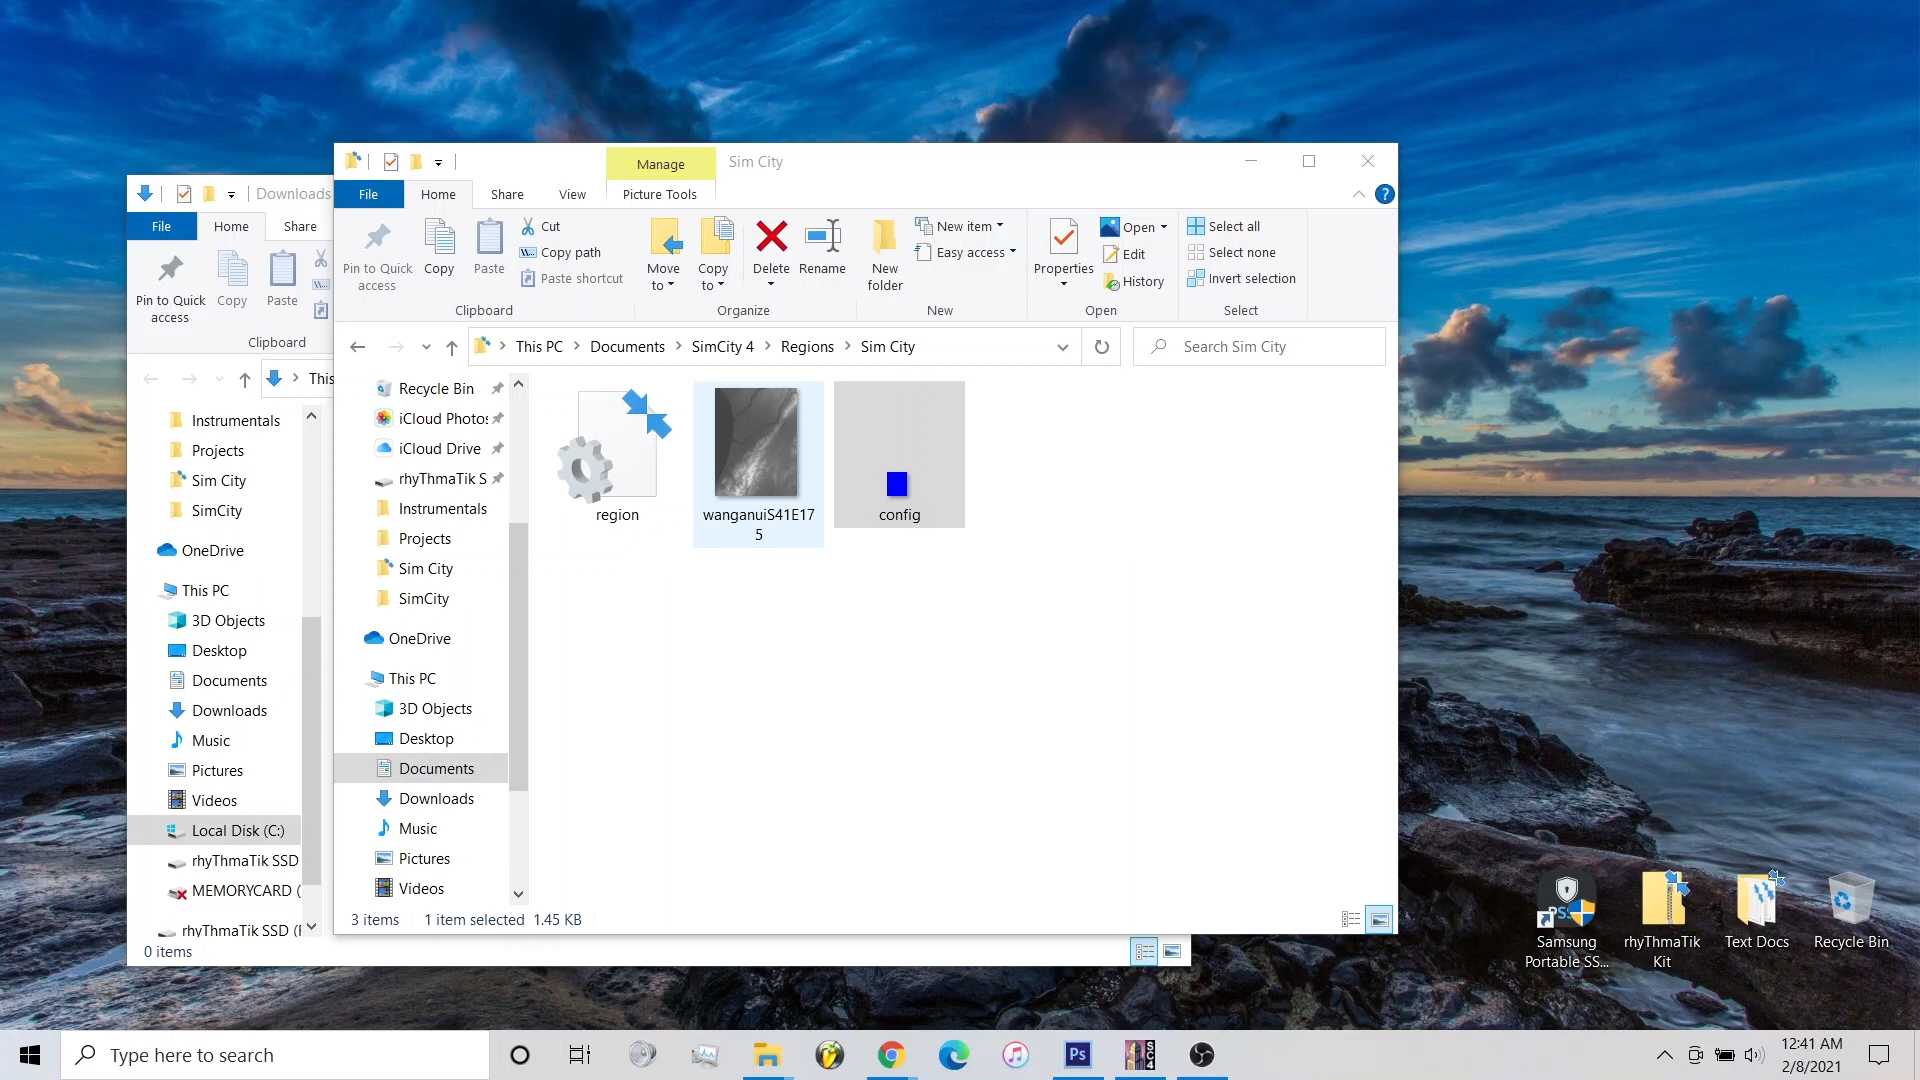 Manage
Sim City
File
Home
Share
View
Picture Tools
Pin to Quick
access
Copy
Paste
Cut
Copy path
Paste shortcut
Clipboard
Move
to
Copy
to
Delete
Rename
Organize
New
folder
New item
Easy access
New
Properties
Open
Edit
History
Open
Select all
Select none
Invert selection
Select
This PC
Documents
SimCity 4
Regions
Sim City
Search Sim City
Recycle Bin
iCloud Photos
iCloud Drive
rhyThmaTik S
Instrumentals
Projects
Sim City
SimCity
OneDrive
This PC
3D Objects
Desktop
Documents
Downloads
Music
Pictures
Videos
region
wanganuiS41E17
5
config
3 items
1 item selected 1.45 KB
Downloads
File
Home
Share
Pin to Quick
access
Copy
Paste
Clipboard
This
Instrumentals
Projects
Sim City
SimCity
OneDrive
This PC
3D Objects
Desktop
Documents
Downloads
Music
Pictures
Videos
Local Disk (C:)
rhyThmaTik SSD
MEMORYCARD (
rhyThmaTik SSD (
0 items
PSSD
Samsung
Portable SS...
rhyThmaTik
Kit
Text Docs
Recycle Bin
Type here to search
Ps
SC4
12:41 AM
2/8/2021